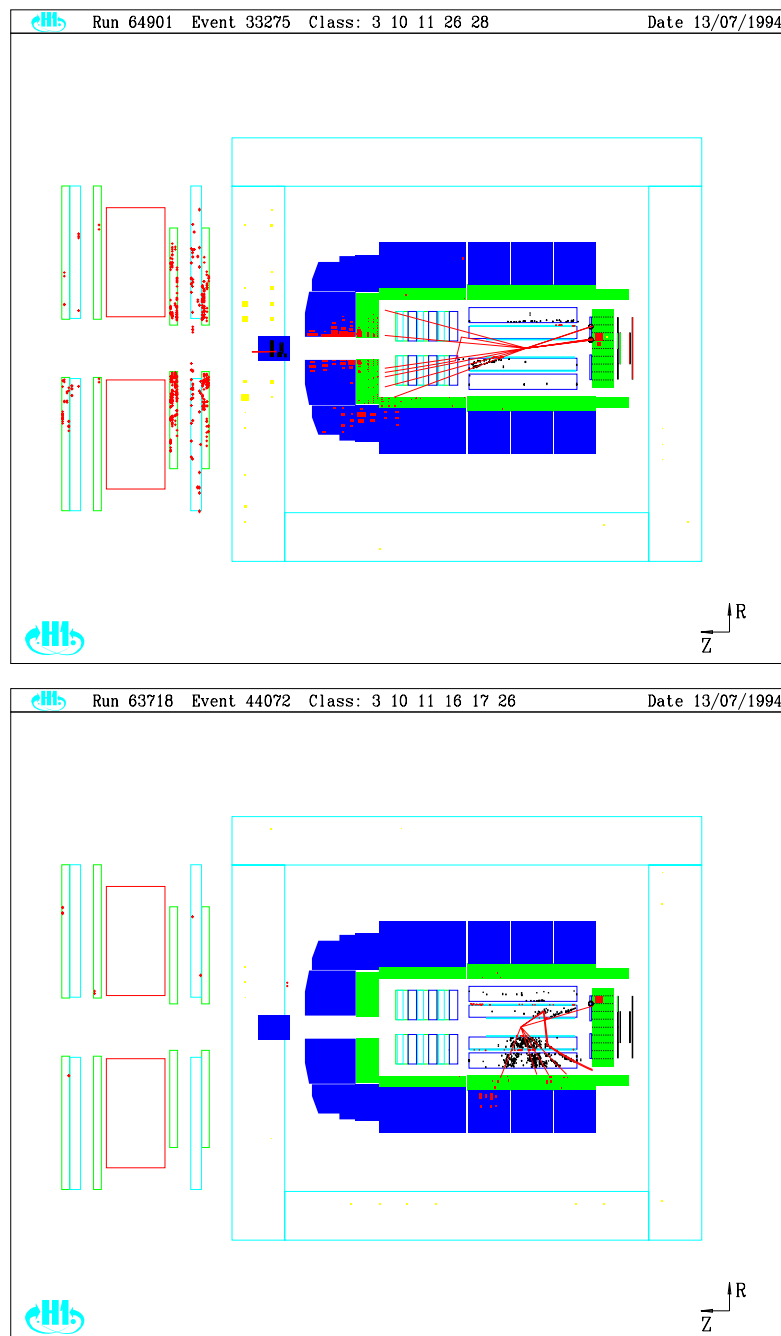 H1 Run 64901 Event 33275 Class: 3 10 11 26 28 Date 13/07/1994
R
Z
H1
H1 Run 63718 Event 44072 Class: 3 10 11 16 17 26 Date 13/07/1994
R
Z
H1